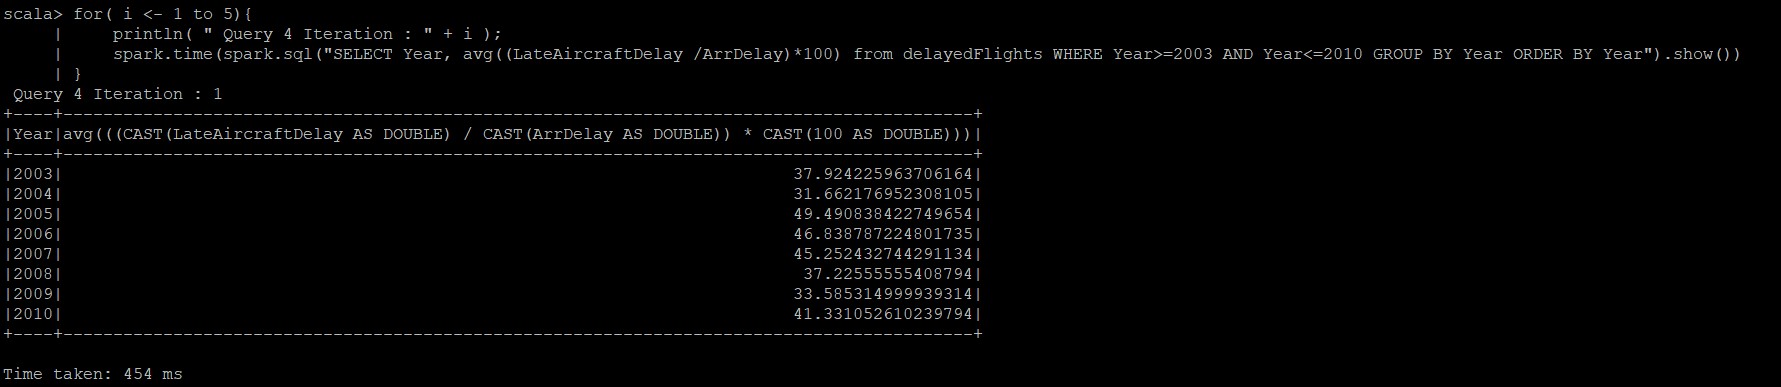 scala> for( i <- 1 to 5){
     |     println( " Query 4 Iteration : " + i );
     |     spark.time(spark.sql("SELECT Year, avg((LateAircraftDelay /ArrDelay)*100) from delayedFlights WHERE Year>=2003 AND Year<=2010 GROUP BY Year ORDER BY Year").show())
     | }
 Query 4 Iteration : 1
+----+-------------------------------------------------------------------------------------------+
|Year|avg(((CAST(LateAircraftDelay AS DOUBLE) / CAST(ArrDelay AS DOUBLE)) * CAST(100 AS DOUBLE)))|
+----+-------------------------------------------------------------------------------------------+
|2003|                                                                         37.924225963706164|
|2004|                                                                         31.662176952308105|
|2005|                                                                         49.490838422749654|
|2006|                                                                         46.838787224801735|
|2007|                                                                         45.252432744291134|
|2008|                                                                          37.22555555408794|
|2009|                                                                         33.585314999939314|
|2010|                                                                         41.331052610239794|
+----+-------------------------------------------------------------------------------------------+
Time taken: 454 ms